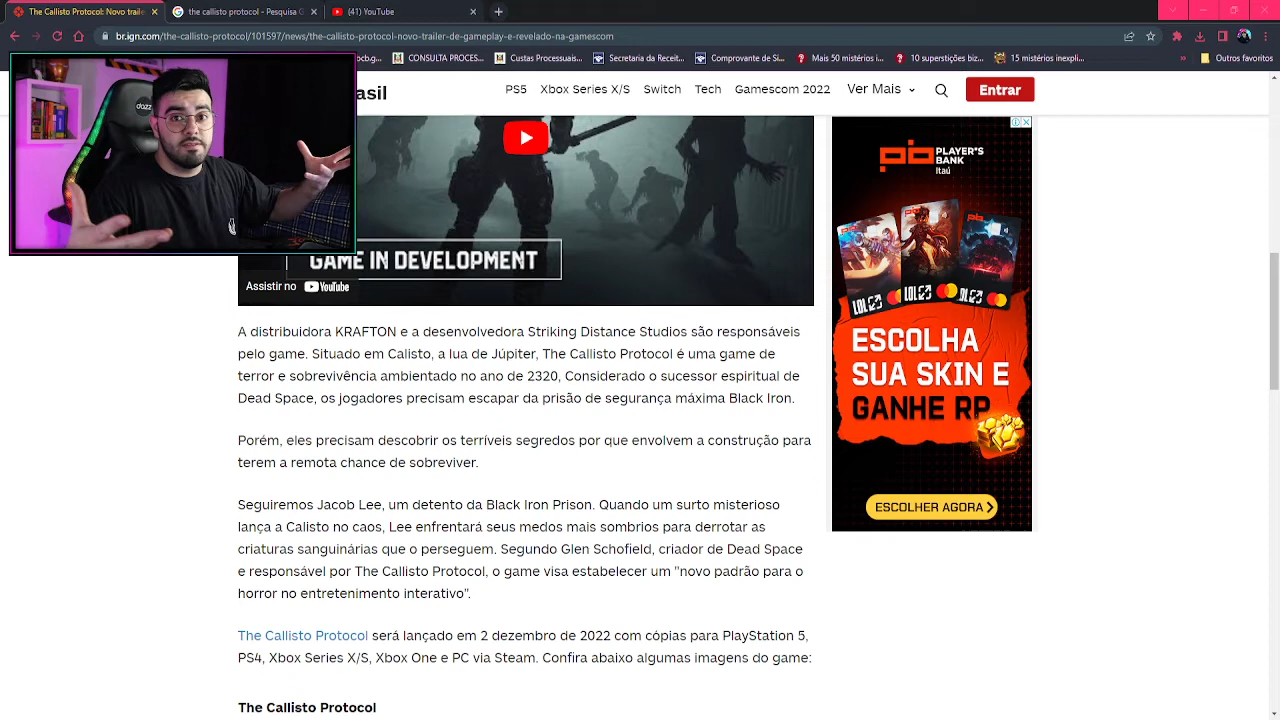 The Callisto Protocol: Novo traile
the callisto protocol - Pesquisa G
(41) YouTube
br.ign.com/the-callisto-protocol/101597/news/the-callisto-protocol-novo-trailer-de-gameplay-e-revelado-na-gamescom
ocb.g...
CONSULTA PROCES...
Custas Processuais...
Secretaria da Receit...
Mais 50 mistérios i...
Comprovante de Si...
10 superstições biz...
15 mistérios inexpli...
»
Outros favoritos
asil
PS5
Xbox Series X/S
Switch
Tech
Gamescom 2022
Ver Mais
Entrar
dazz
GAME IN DEVELOPMENT
Assistir no YouTube
A distribuidora KRAFTON e a desenvolvedora Striking Distance Studios são responsáveis
pelo game. Situado em Calisto, a lua de Júpiter, The Callisto Protocol é uma game de
terror e sobrevivência ambientado no ano de 2320, Considerado o sucessor espiritual de
Dead Space, os jogadores precisam escapar da prisão de segurança máxima Black Iron.
Porém, eles precisam descobrir os terríveis segredos por que envolvem a construção para
terem a remota chance de sobreviver.
Seguiremos Jacob Lee, um detento da Black Iron Prison. Quando um surto misterioso
lança a Calisto no caos, Lee enfrentará seus medos mais sombrios para derrotar as
criaturas sanguinárias que o perseguem. Segundo Glen Schofield, criador de Dead Space
e responsável por The Callisto Protocol, o game visa estabelecer um "novo padrão para o
horror no entretenimento interativo".
The Callisto Protocol será lançado em 2 dezembro de 2022 com cópias para PlayStation 5,
PS4, Xbox Series X/S, Xbox One e PC via Steam. Confira abaixo algumas imagens do game:
The Callisto Protocol
PLAYER'S
BANK
Itaú
ESCOLHA
SUA SKIN E
GANHE RP
ESCOLHER AGORA